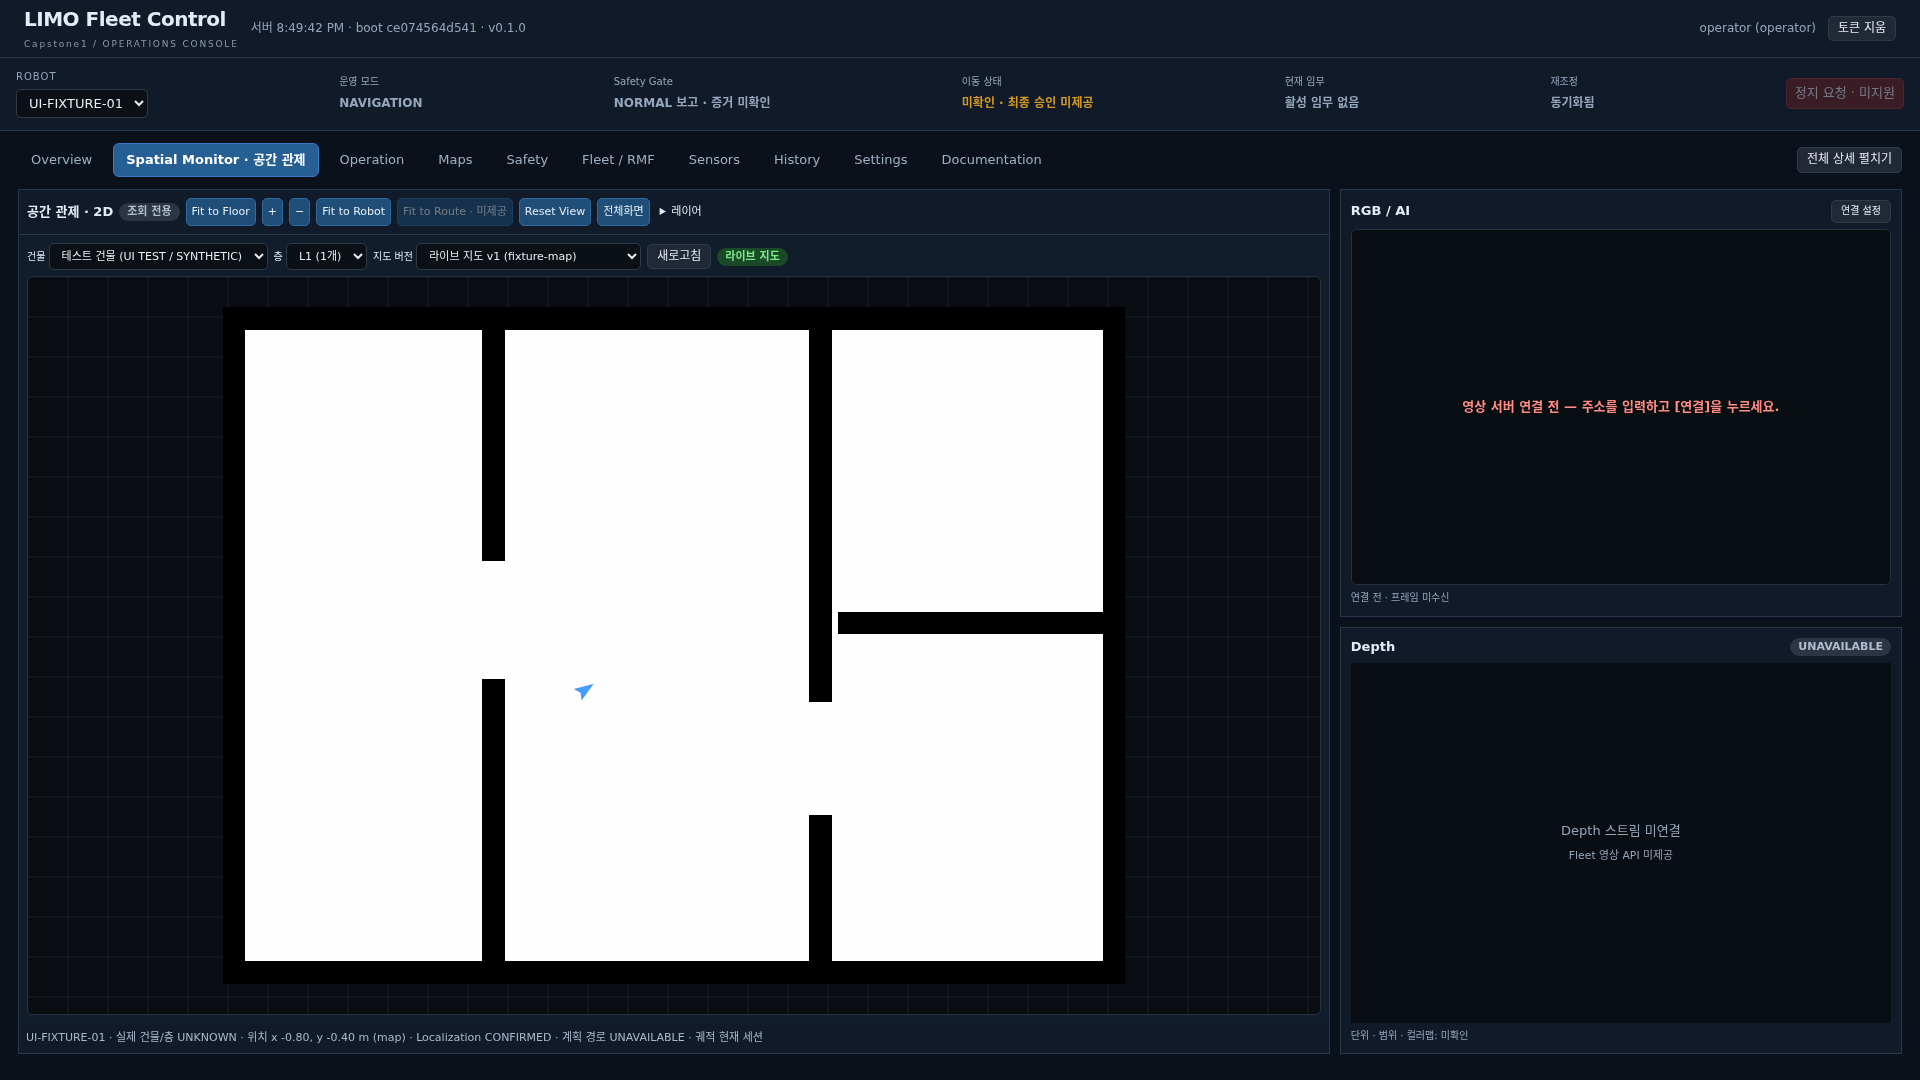 LIMO Fleet Control
Capstone1 / OPERATIONS CONSOLE
서버 8:49:42 PM · boot ce074564d541 · v0.1.0
operator (operator)
토큰 지움
ROBOT
UI-FIXTURE-01
운영 모드
NAVIGATION
Safety Gate
NORMAL 보고 · 증거 미확인
이동 상태
미확인 · 최종 승인 미제공
현재 임무
활성 임무 없음
재조정
동기화됨
정지 요청 · 미지원
Overview
Spatial Monitor · 공간 관제
Operation
Maps
Safety
Fleet / RMF
Sensors
History
Settings
Documentation
전체 상세 펼치기
공간 관제 · 2D
조회 전용
Fit to Floor
+
−
Fit to Robot
Fit to Route · 미제공
Reset View
전체화면
▶ 레이어
건물
테스트 건물 (UI TEST / SYNTHETIC)
층
L1 (1개)
지도 버전
라이브 지도 v1 (fixture-map)
새로고침
라이브 지도
UI-FIXTURE-01 · 실제 건물/층 UNKNOWN · 위치 x -0.80, y -0.40 m (map) · Localization CONFIRMED · 계획 경로 UNAVAILABLE · 궤적 현재 세션
RGB / AI
연결 설정
영상 서버 연결 전 — 주소를 입력하고 [연결]을 누르세요.
연결 전 · 프레임 미수신
Depth
UNAVAILABLE
Depth 스트림 미연결
Fleet 영상 API 미제공
단위 · 범위 · 컬러맵: 미확인